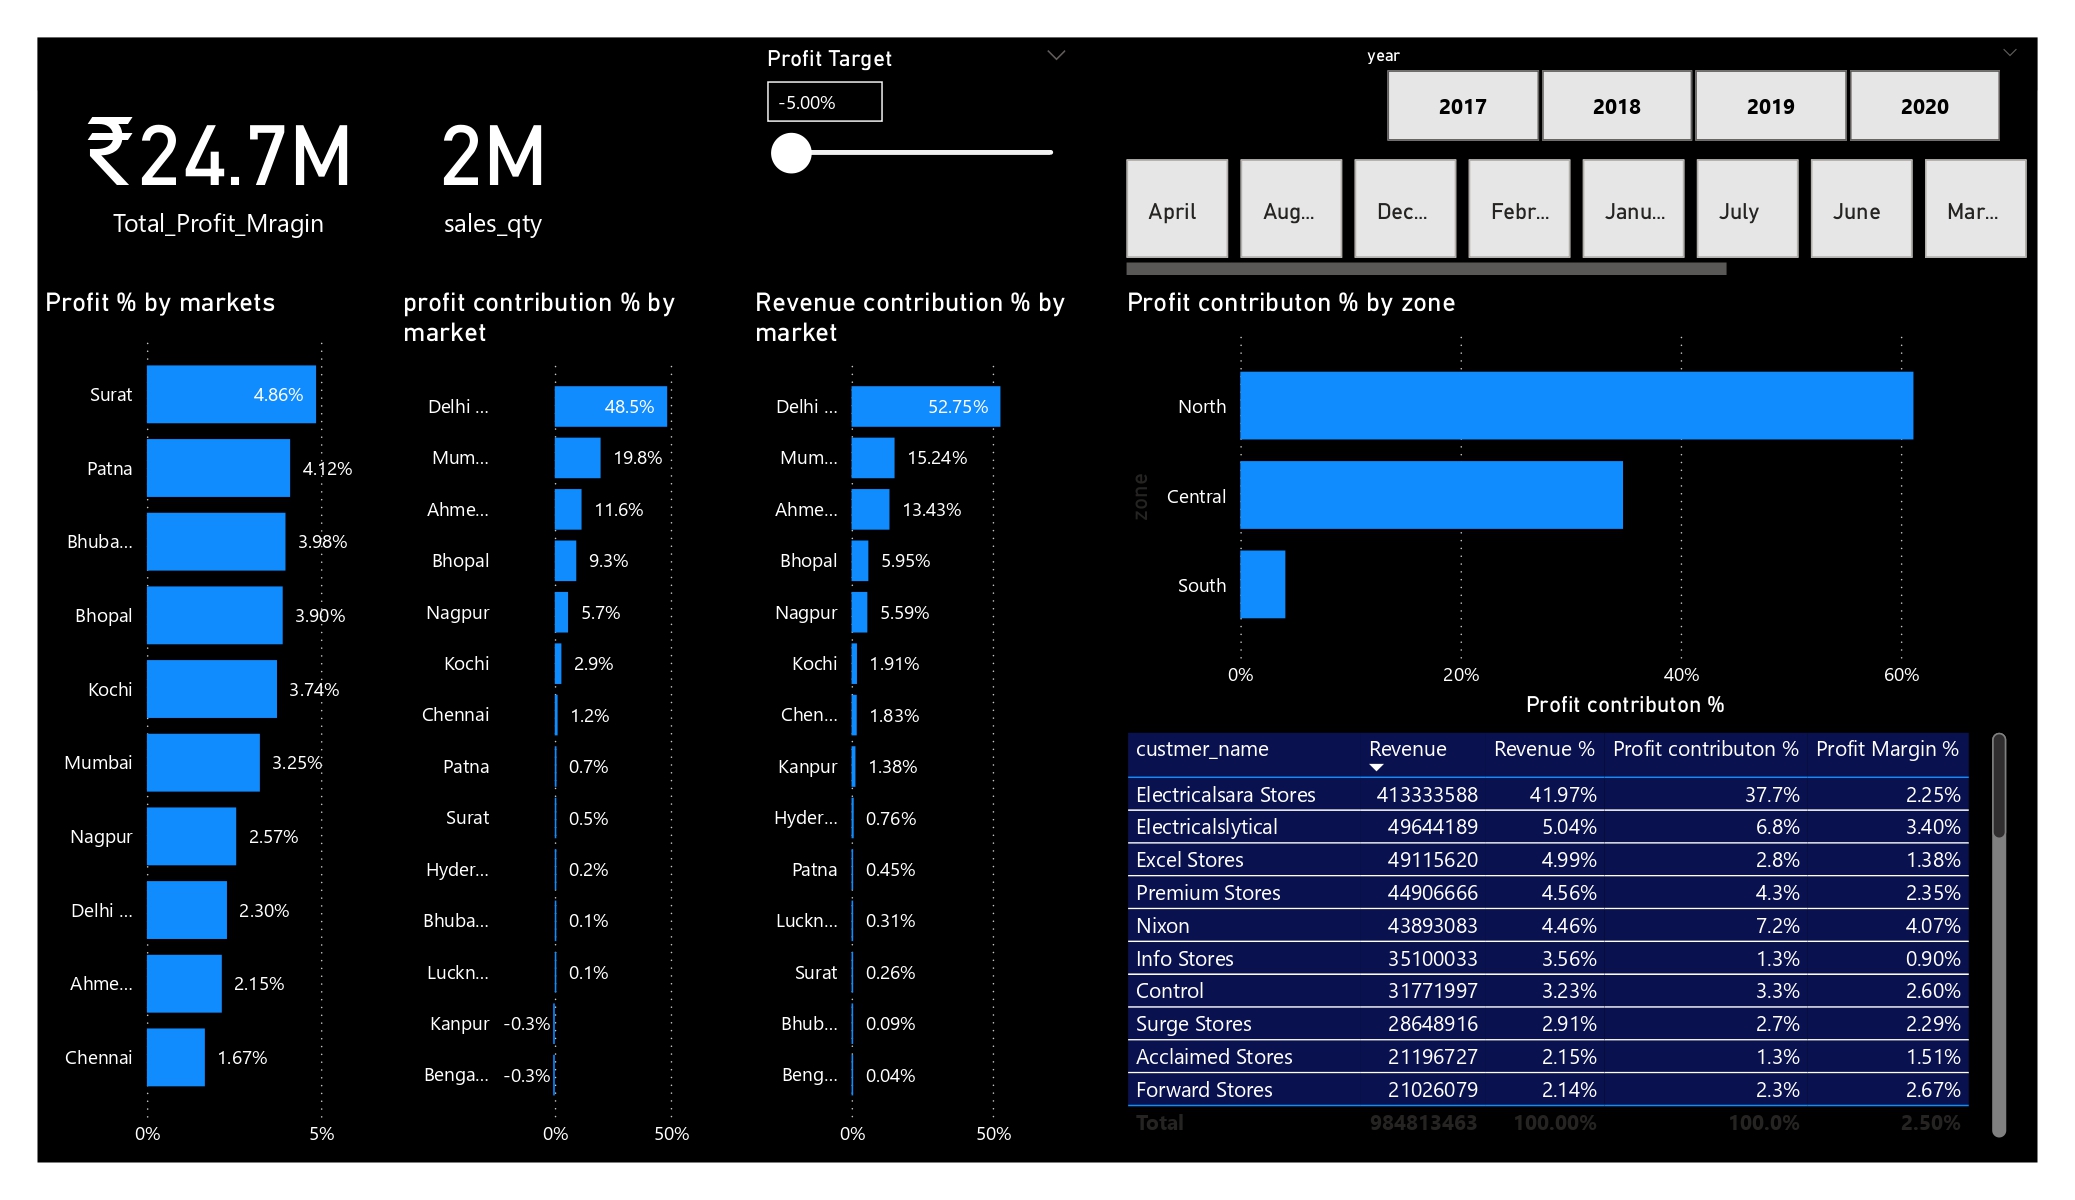 Profit Target
-5.00%
year
2017 2018 2019 2020
April Aug... Dec... Febr... Janu... July June Mar...
₹24.7M
Total_Profit_Mragin
2M
sales_qty
Profit % by markets
Surat 4.86%
Patna 4.12%
Bhuba... 3.98%
Bhopal 3.90%
Kochi 3.74%
Mumbai 3.25%
Nagpur 2.57%
Delhi ... 2.30%
Ahme... 2.15%
Chennai 1.67%
0% 5%
profit contribution % by
market
Delhi ... 48.5%
Mum... 19.8%
Ahme... 11.6%
Bhopal 9.3%
Nagpur 5.7%
Kochi 2.9%
Chennai 1.2%
Patna 0.7%
Surat 0.5%
Hyder... 0.2%
Bhuba... 0.1%
Luckn... 0.1%
Kanpur -0.3%
Benga... -0.3%
0% 50%
Revenue contribution % by
market
Delhi ... 52.75%
Mum... 15.24%
Ahme... 13.43%
Bhopal 5.95%
Nagpur 5.59%
Kochi 1.91%
Chen... 1.83%
Kanpur 1.38%
Hyder... 0.76%
Patna 0.45%
Luckn... 0.31%
Surat 0.26%
Bhub... 0.09%
Beng... 0.04%
0% 50%
Profit contributon % by zone
zone
North
Central
South
0% 20% 40% 60%
Profit contributon %
custmer_name Revenue Revenue % Profit contributon % Profit Margin %
Electricalsara Stores 413333588 41.97% 37.7% 2.25%
Electricalslytical 49644189 5.04% 6.8% 3.40%
Excel Stores 49115620 4.99% 2.8% 1.38%
Premium Stores 44906666 4.56% 4.3% 2.35%
Nixon 43893083 4.46% 7.2% 4.07%
Info Stores 35100033 3.56% 1.3% 0.90%
Control 31771997 3.23% 3.3% 2.60%
Surge Stores 28648916 2.91% 2.7% 2.29%
Acclaimed Stores 21196727 2.15% 1.3% 1.51%
Forward Stores 21026079 2.14% 2.3% 2.67%
Total 984813463 100.00% 100.0% 2.50%